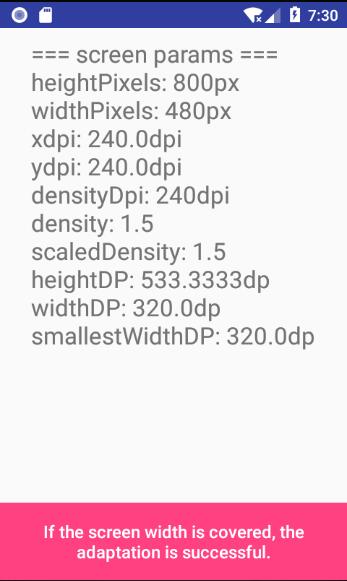 7:30
=== screen params ===
heightPixels: 800px
widthPixels: 480px
xdpi: 240.0dpi
ydpi: 240.0dpi
densityDpi: 240dpi
density: 1.5
scaledDensity: 1.5
heightDP: 533.3333dp
widthDP: 320.0dp
smallestWidthDP: 320.0dp
If the screen width is covered, the
adaptation is successful.